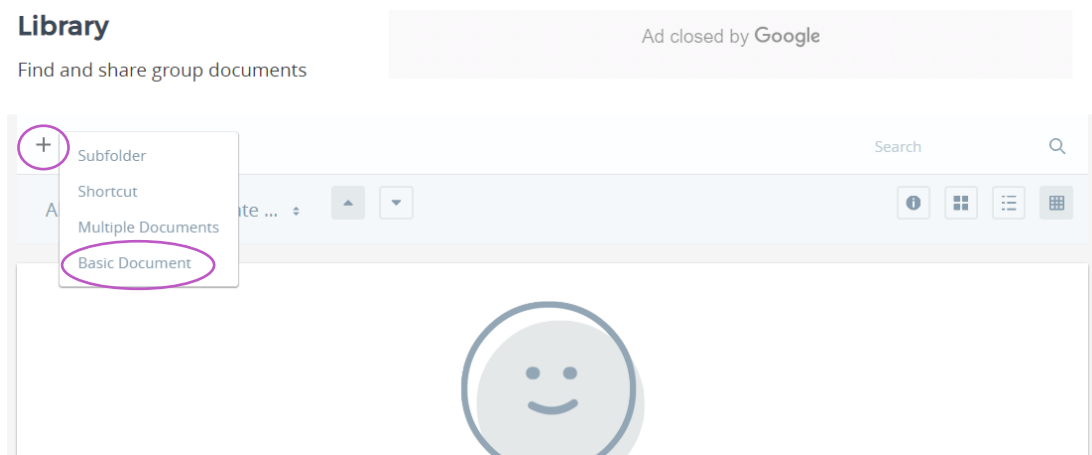 Library
Ad closed by Google
Find and share group documents
+
Subfolder
Search
Shortcut
Multiple Documents
Basic Document